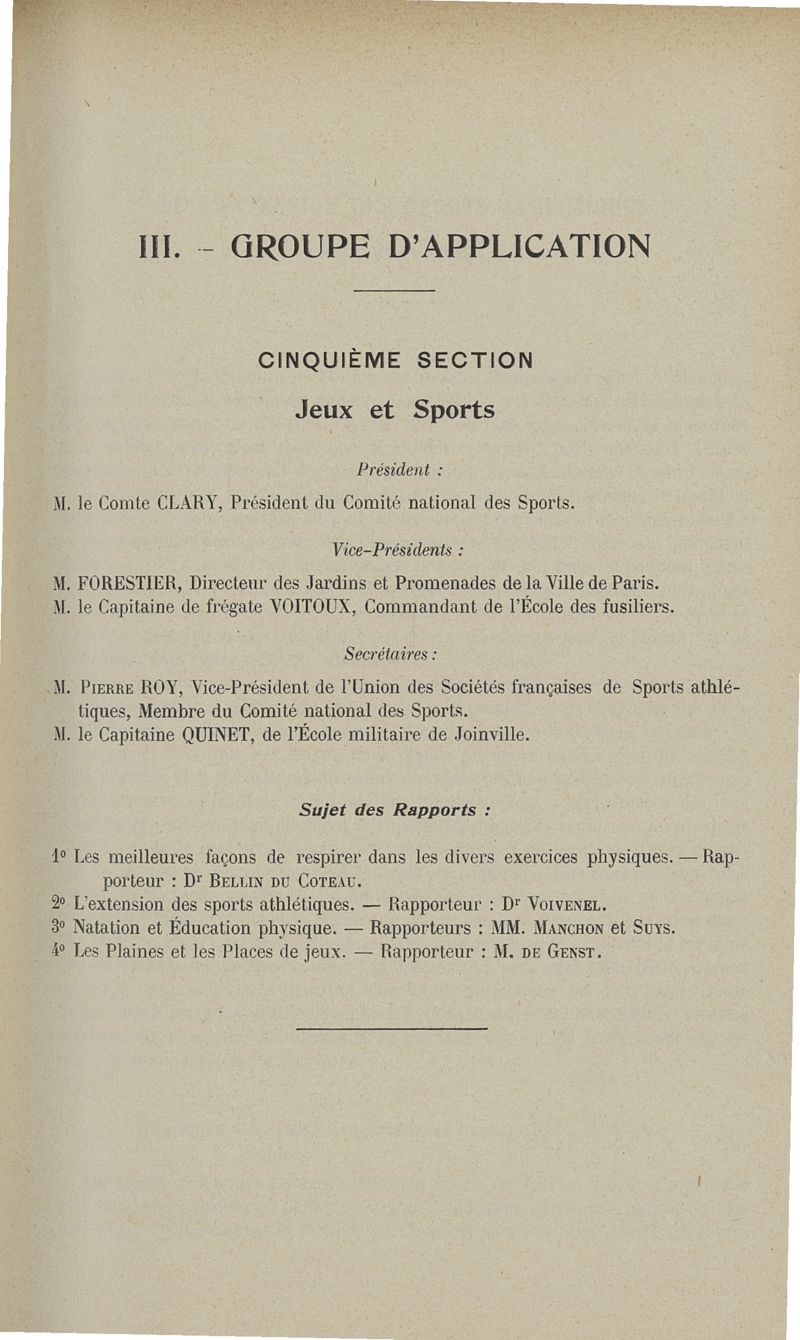 III. - GROUPE D'APPLICATION
CINQUIÈME SECTION
Jeux et Sports
Président :
M. le Comte CLARY, Président du Comité national des Sports.
Vice-Présidents :
M. FORESTIER, Directeur des Jardins et Promenades de la Ville de Paris.
M. le Capitaine de frégate VOITOUX, Commandant de l'École des fusiliers.
Secrétaires :
M. PIERRE ROY, Vice-Président de l'Union des Sociétés françaises de Sports athlé-
tiques, Membre du Comité national des Sports.
M. le Capitaine QUINET, de l'École militaire de Joinville.
Sujet des Rapports :
1º Les meilleures façons de respirer dans les divers exercices physiques. — Rap-
porteur : Dr BELLIN DU COTEAU.
2º L'extension des sports athlétiques. — Rapporteur : Dr VOIVENEL.
3º Natation et Éducation physique. — Rapporteurs : MM. MANCHON et SUYS.
4º Les Plaines et les Places de jeux. — Rapporteur : M. DE GENST.